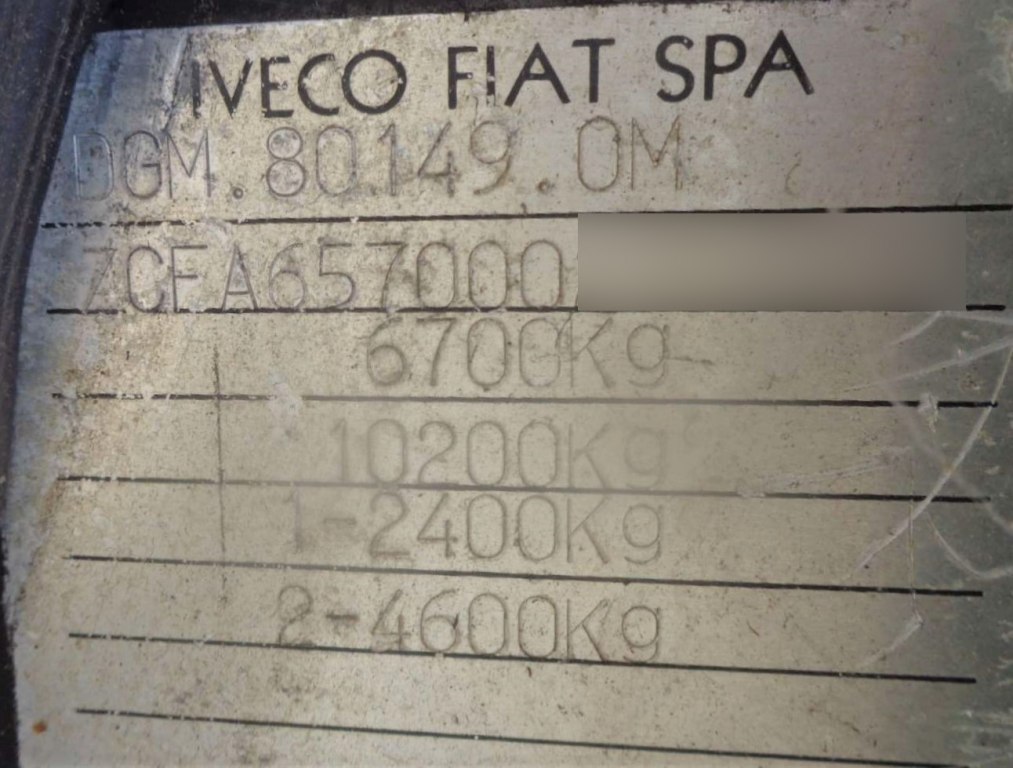 IVECO FIAT SPA
DGM.80149.0M
ZCFA657000
6700Kg
10200Kg
1-2400Kg
2-4600Kg